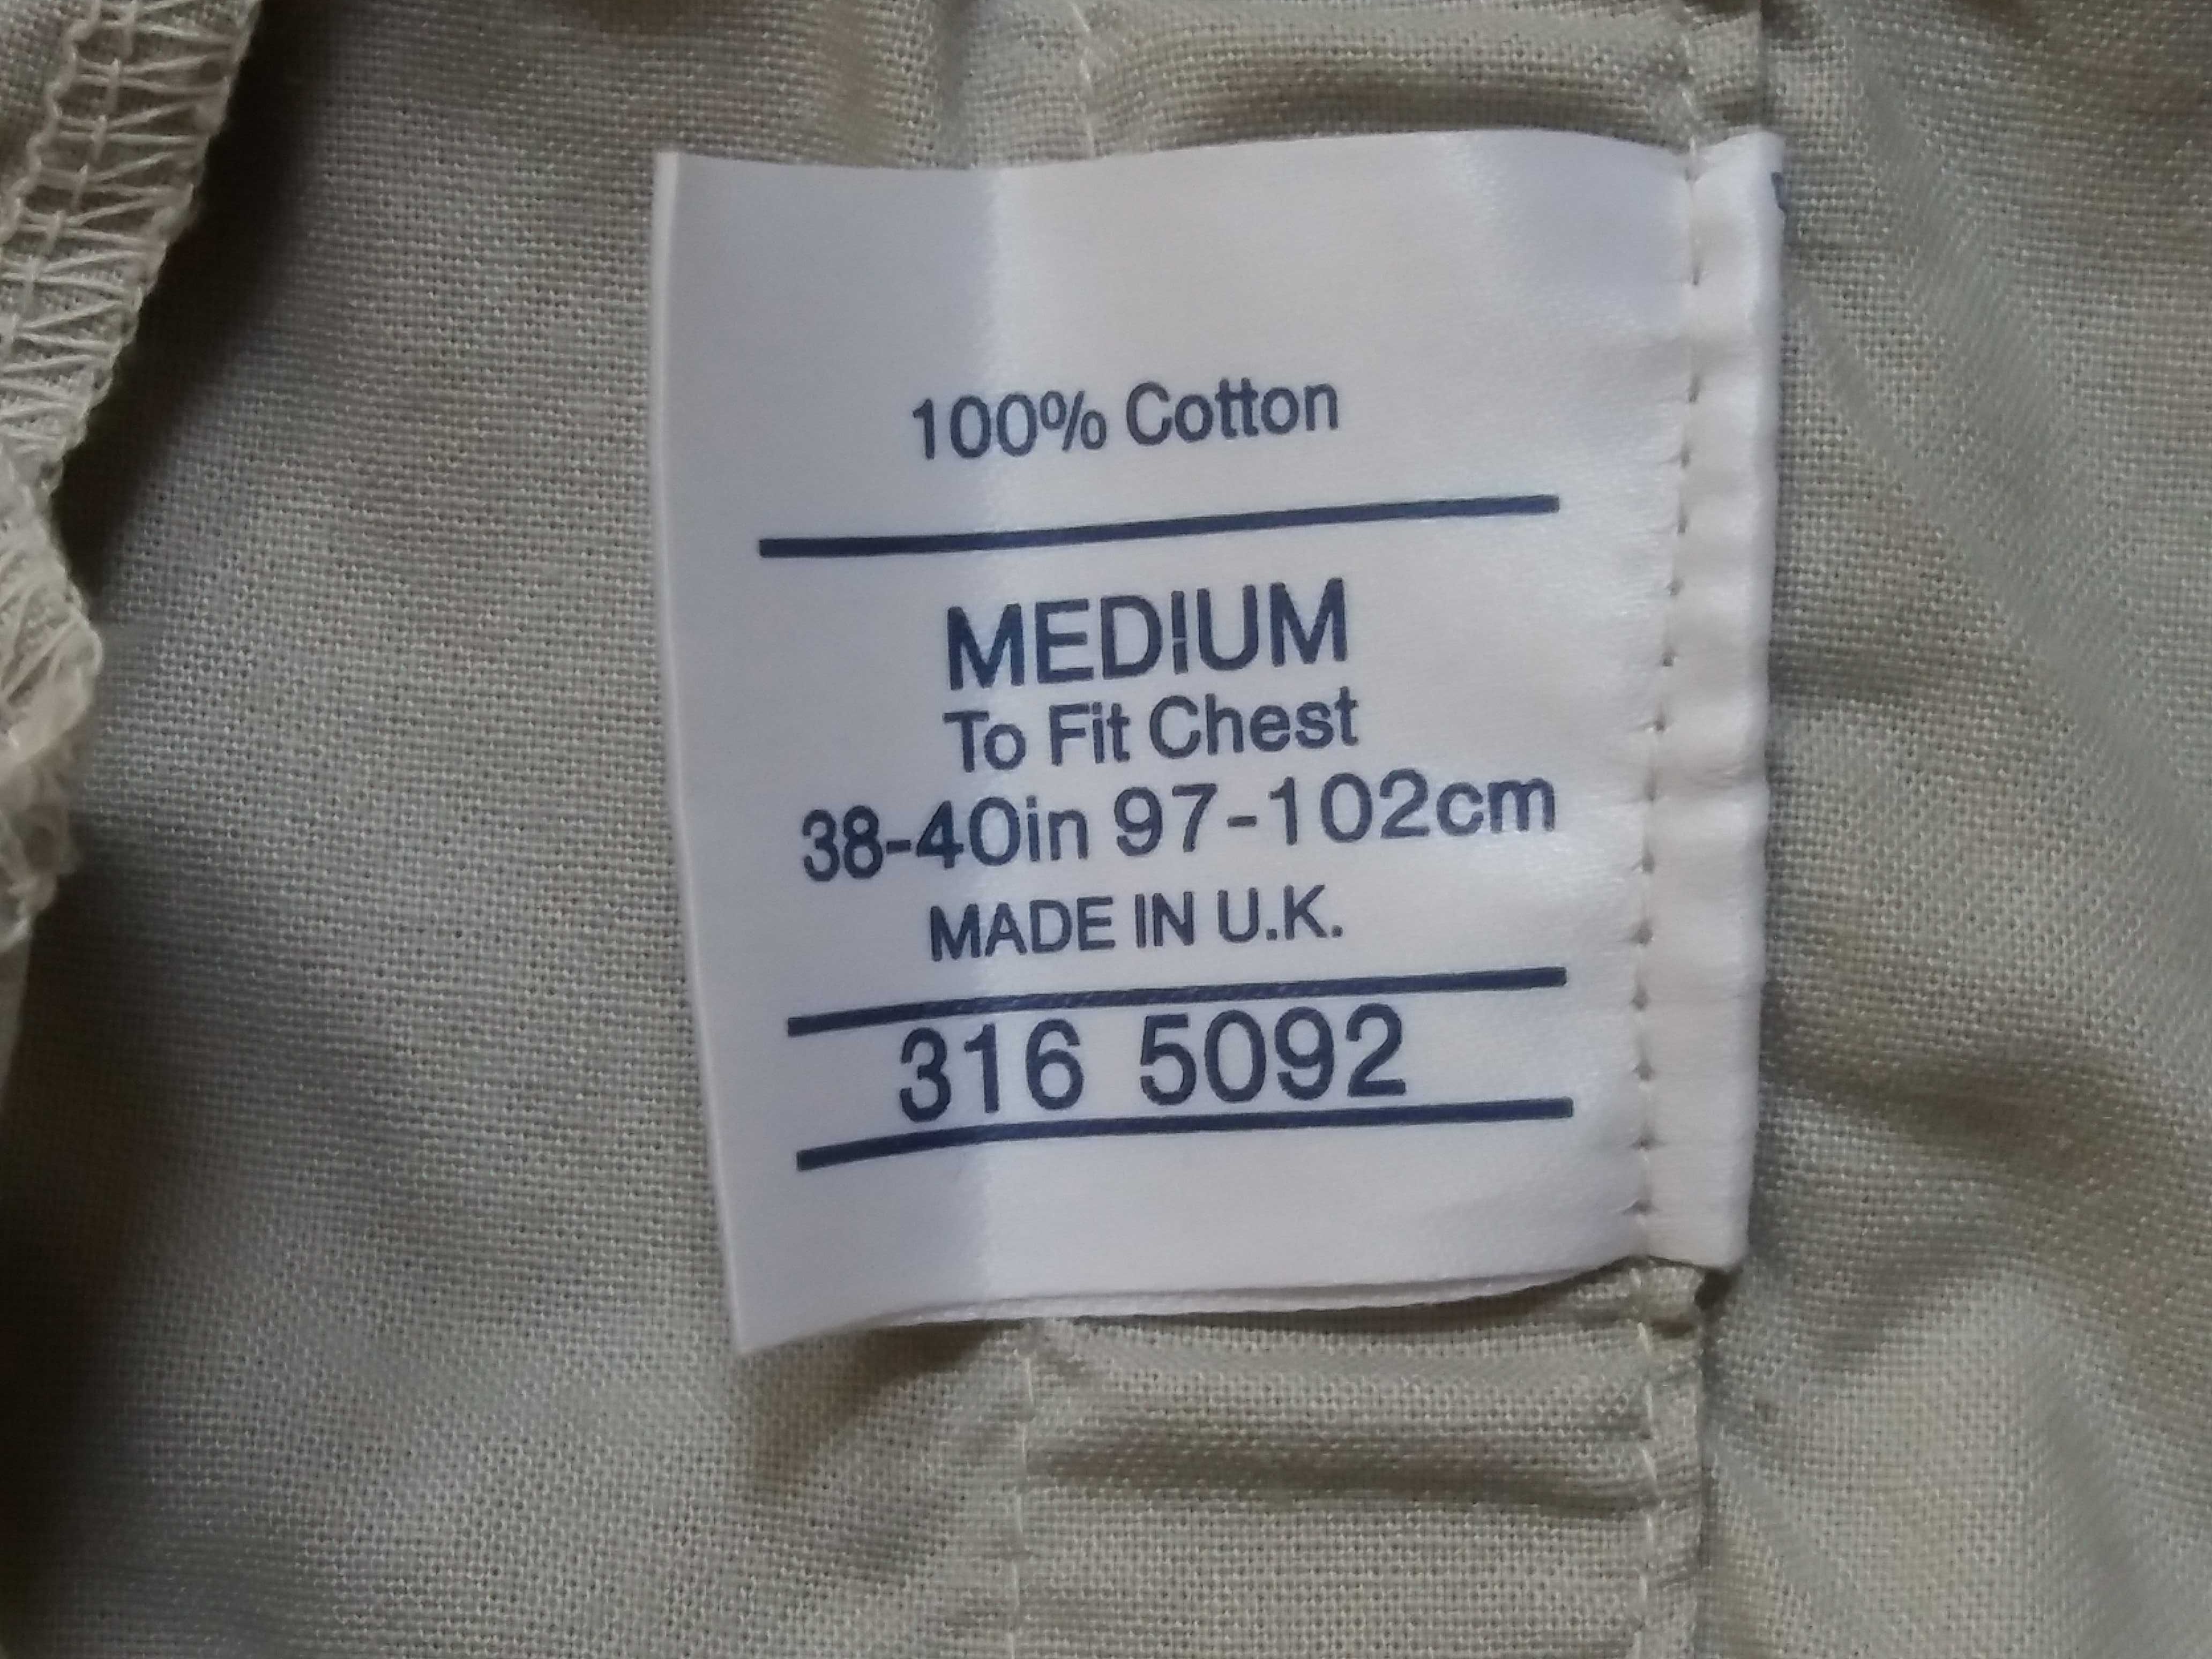 100% Cotton
MEDIUM
To Fit Chest
38-40in 97-102cm
MADE IN U.K.
316 5092